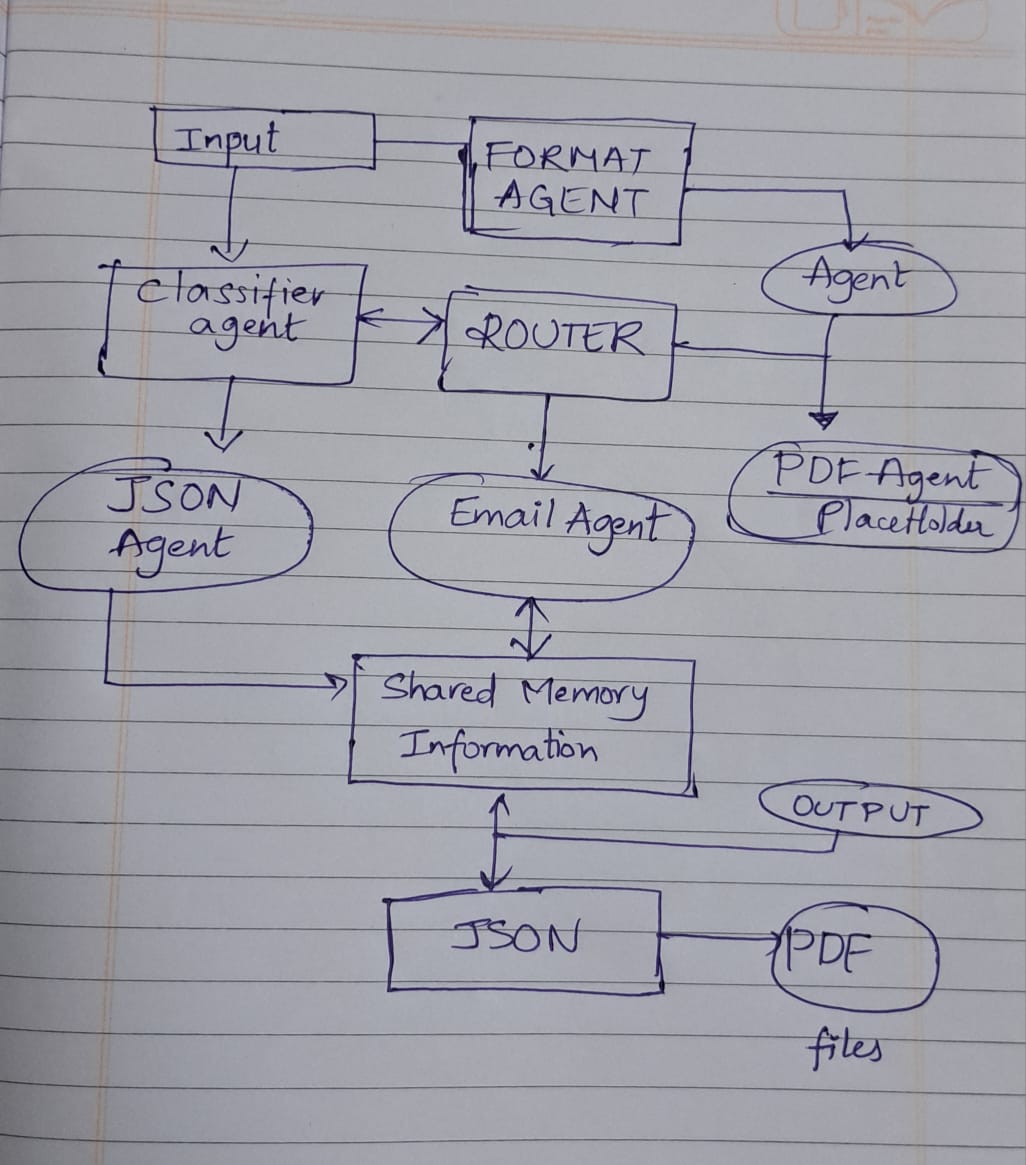 Input
FORMAT
AGENT
Agent
Classifier
agent
ROUTER
JSON
Agent
Email Agent
PDF-Agent
PlaceHolder
Shared Memory
Information
OUTPUT
JSON
PDF
files